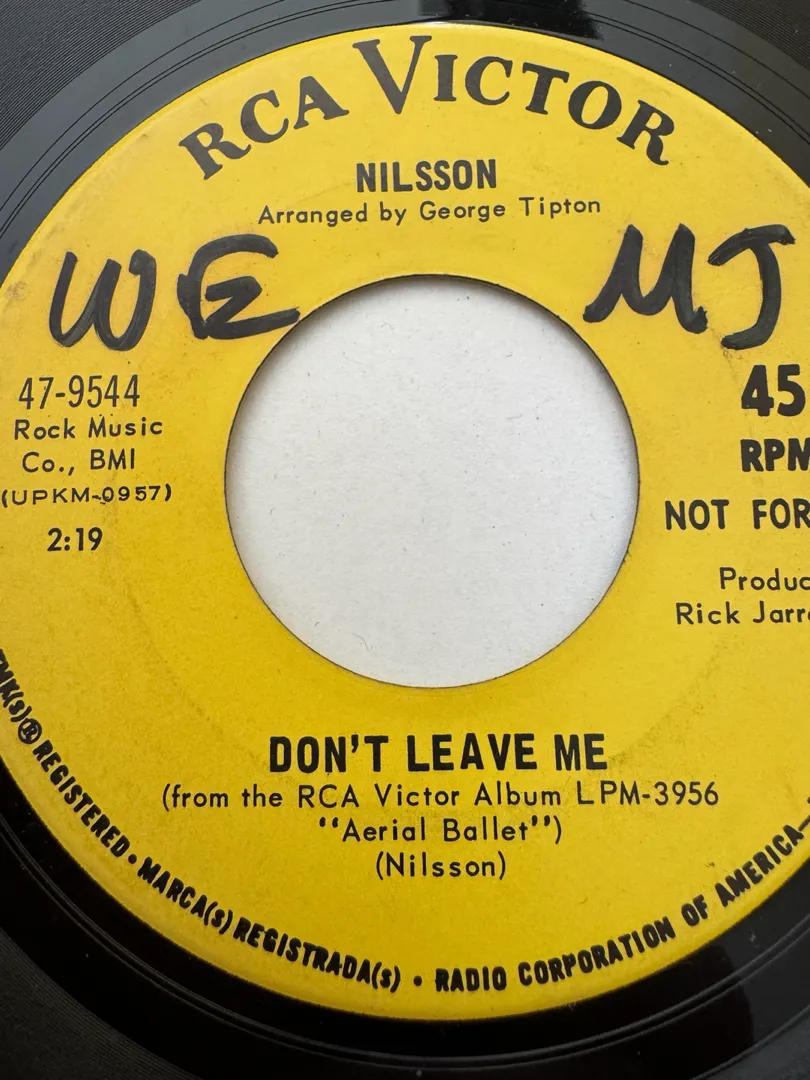 RCA VICTOR
NILSSON
Arranged by George Tipton
WE MJ
47-9544
Rock Music
Co., BMI
(UPKM-0957)
2:19
45
RPM
NOT FOR
Rick
DON'T LEAVE ME
(from the RCA Victor Album LPM-3956
"Aerial Ballet")
(Nilsson)
TMK(s) ® REGISTERED • MARCA(s) REGISTRADA(s) • RADIO CORPORATION OF AMERICA